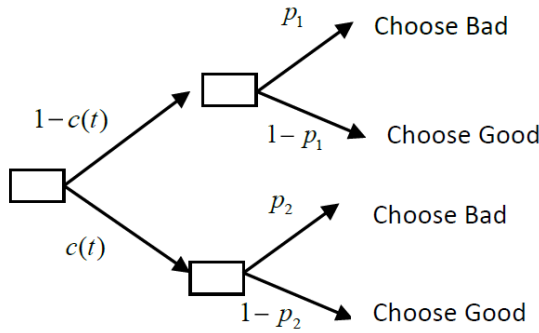 p₁
Choose Bad
1−c(t)
1− p₁
Choose Good
p₂
Choose Bad
c(t)
1− p₂
Choose Good